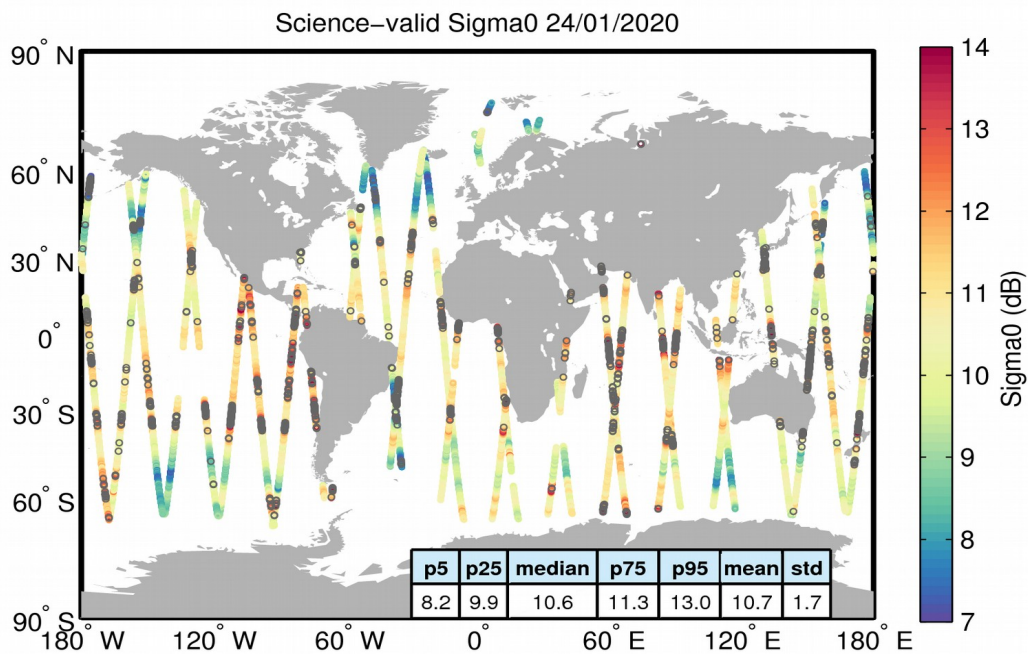 Science-valid Sigma0 24/01/2020
90° N
60° N
30° N
0°
30° S
60° S
90° S
180° W
120° W
60° W
0°
60° E
120° E
180° E
p5 p25 median p75 p95 mean std
8.2 9.9 10.6 11.3 13.0 10.7 1.7
14
13
12
11
10
9
8
7
Sigma0 (dB)